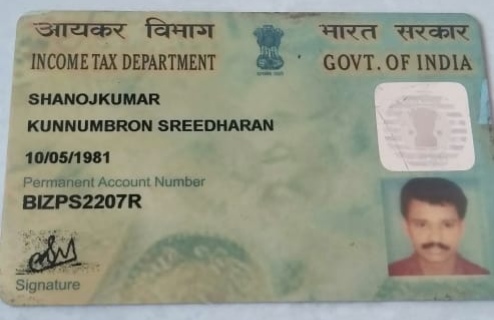 आयकर विभाग
भारत सरकार
INCOME TAX DEPARTMENT
GOVT. OF INDIA
SHANOJKUMAR
KUNNUMBRON SREEDHARAN
10/05/1981
Permanent Account Number
BIZPS2207R
Signature